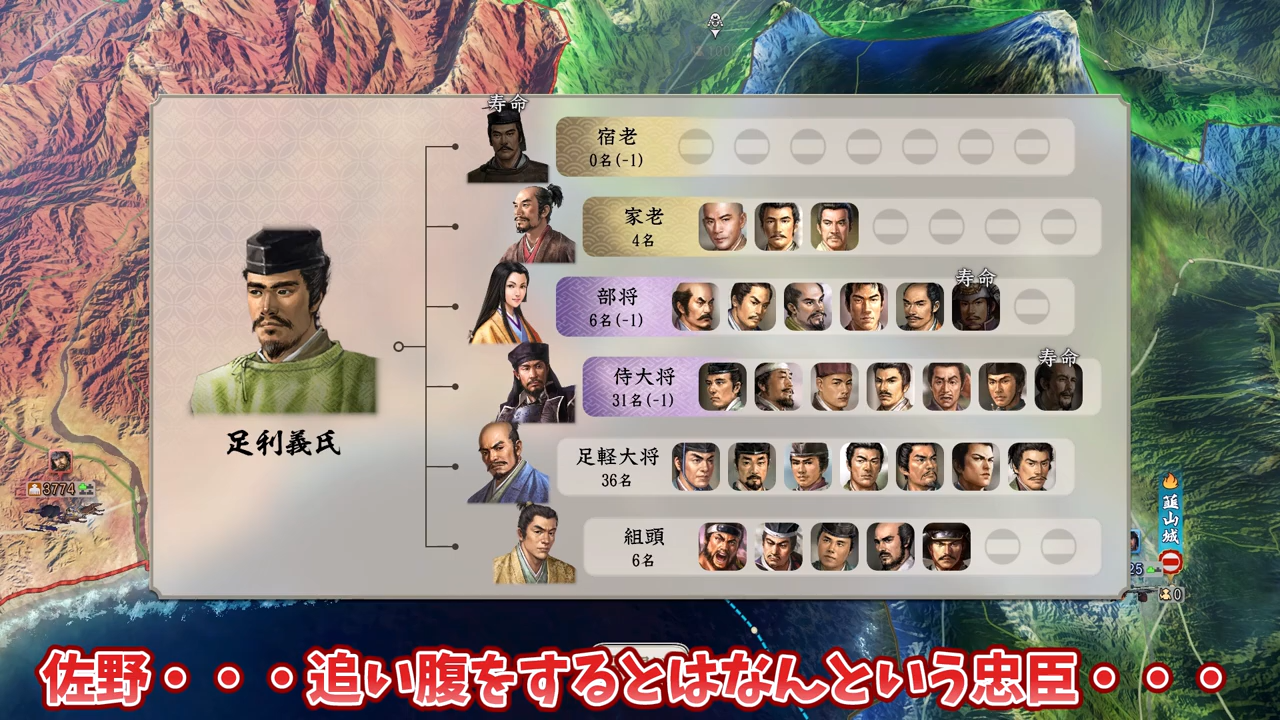 寿命
宿老
0名(-1)
家老
4名
寿命
部将
6名(-1)
寿命
侍大将
31名(-1)
足利義氏
足軽大将
36名
3774
韮山城
組頭
6名
25
0
佐野・・・追い腹をするとはなんという忠臣・・・